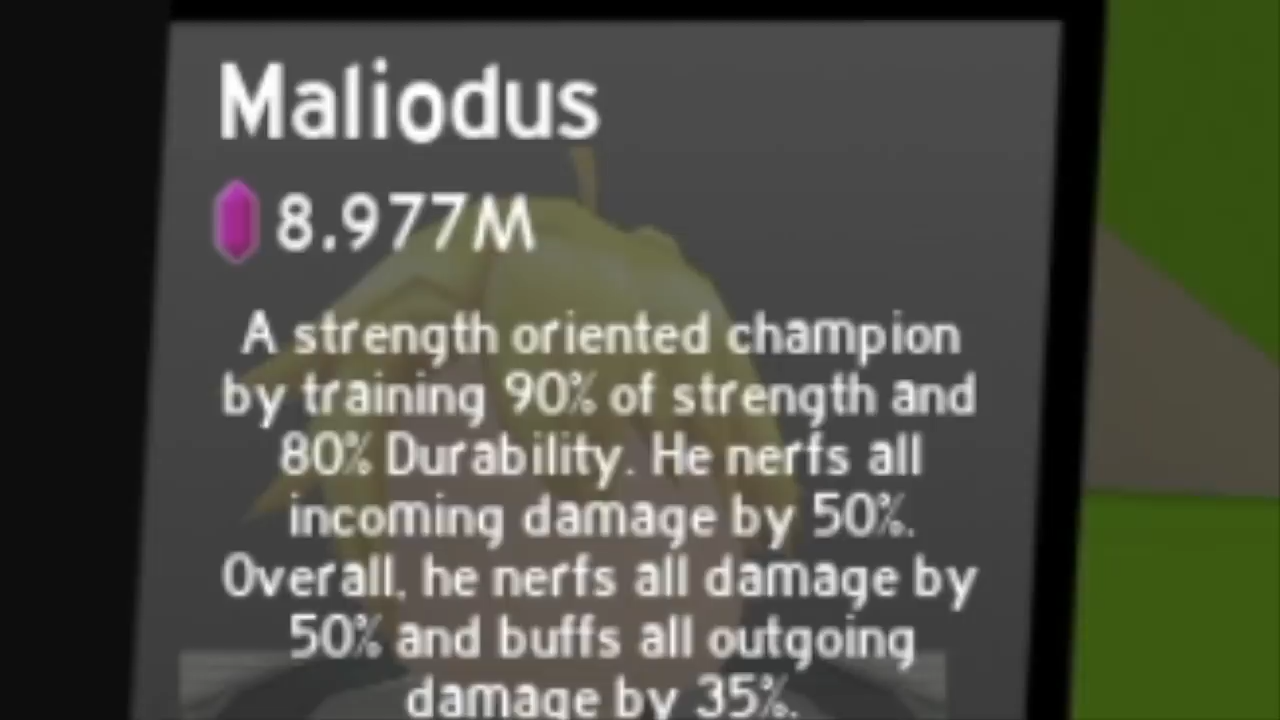 Maliodus
8.977M
A strength oriented champion
by training 90% of strength and
80% Durability. He nerfs all
incoming damage by 50%.
Overall, he nerfs all damage by
50% and buffs all outgoing
damage by 35%.